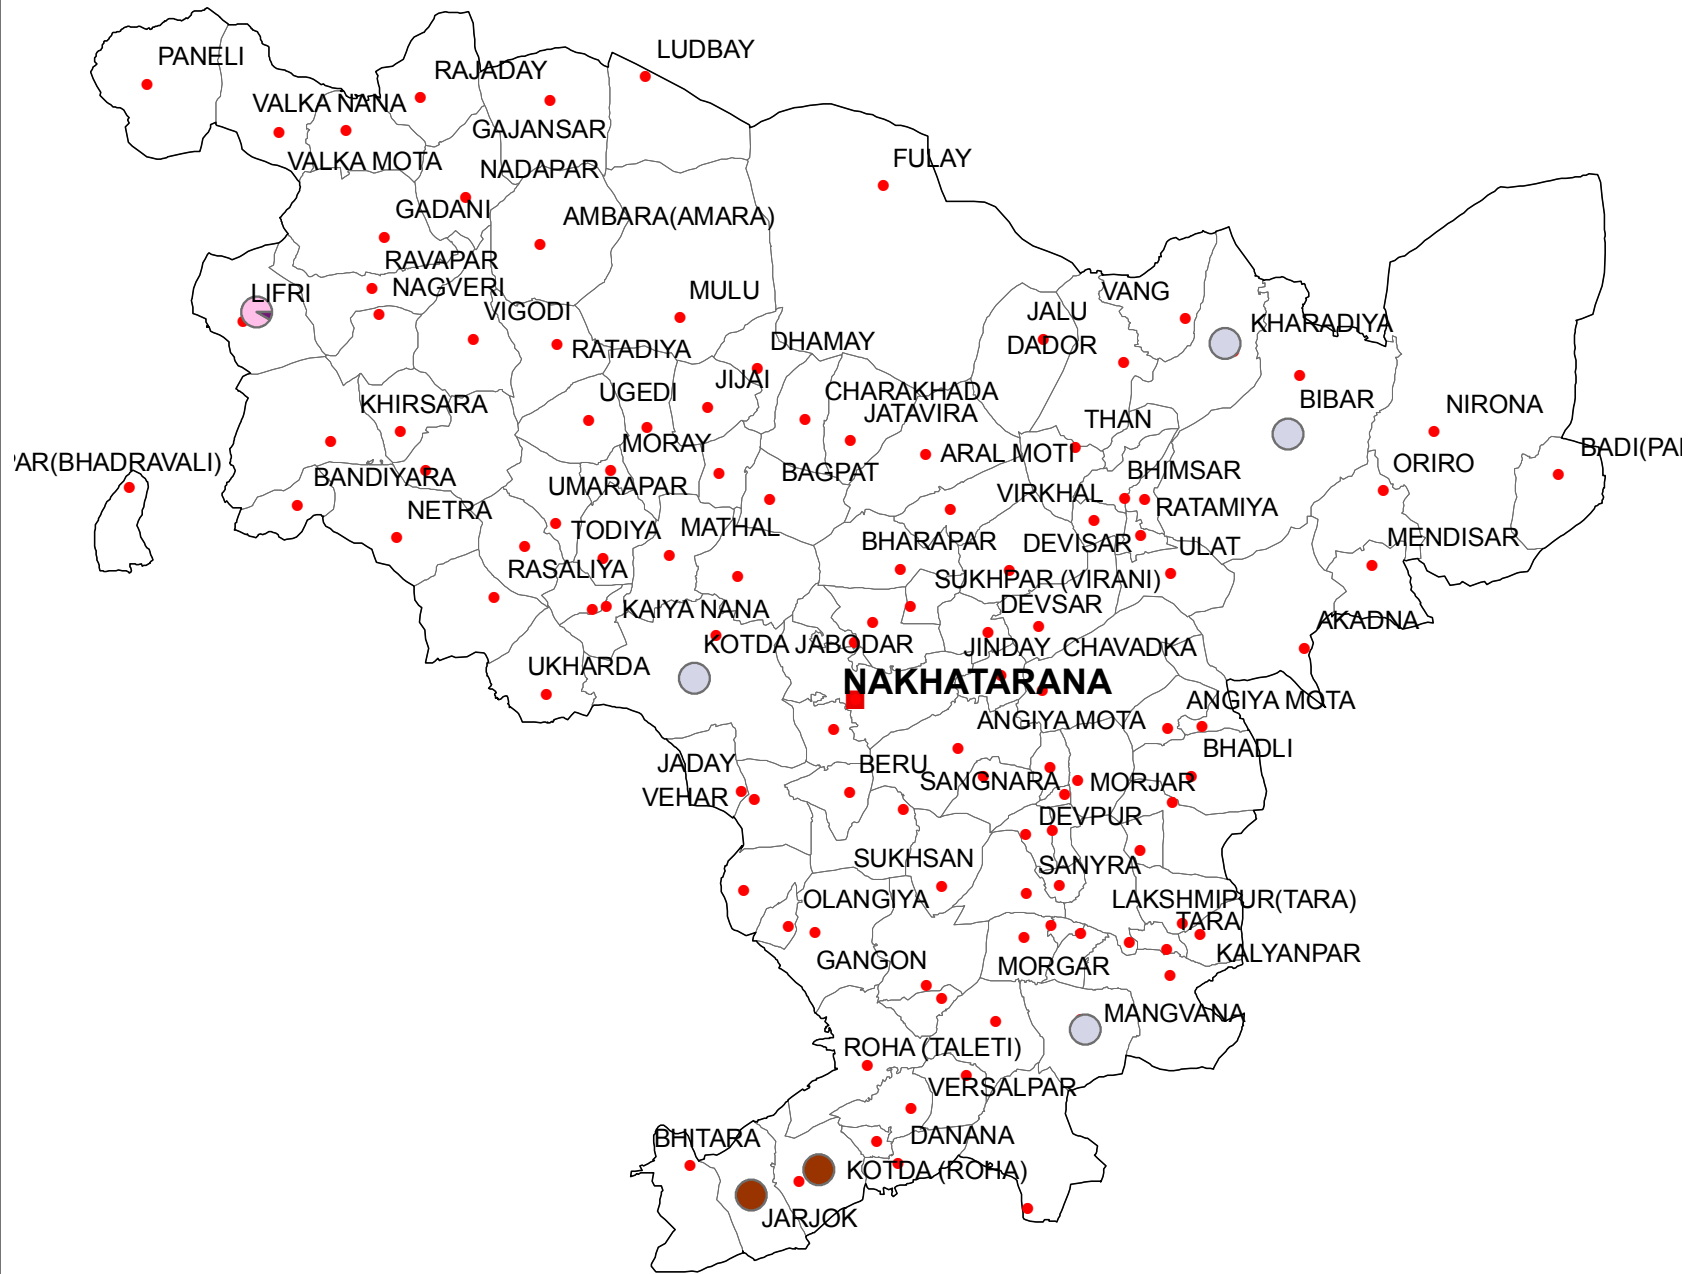 LUDBAY
PANELI
RAJADAY
VALKA NANA
GAJANSAR
FULAY
VALKA MOTA
NADAPAR
GADANI
AMBARA(AMARA)
RAVAPAR
NAGVERI
LIFRI
MULU
VANG
VIGODI
JALU
KHARADIYA
DHAMAY
DADOR
RATADIYA
JIJAI
UGEDI
CHARAKHADA
BIBAR
KHIRSARA
JATAVIRA
NIRONA
THAN
MORAY
ARAL MOTI
BADI(PAI
PAR(BHADRAVALI)
ORIRO
BANDIYARA
BAGPAT
BHIMSAR
UMARAPAR
VIRKHAL
NETRA
RATAMIYA
TODIYA
MATHAL
BHARAPAR
DEVISAR
ULAT
MENDISAR
RASALIYA
SUKHPAR (VIRANI)
KAIYA NANA
DEVSAR
AKADNA
KOTDA JABODAR
JINDAY
CHAVADKA
UKHARDA
NAKHATARANA
ANGIYA MOTA
ANGIYA MOTA
BHADLI
JADAY
BERU
SANGNARA
MORJAR
VEHAR
DEVPUR
SUKHSAN
SANYRA
OLANGIYA
LAKSHMIPUR(TARA)
TARA
KALYANPAR
GANGON
MORGAR
MANGVANA
ROHA (TALETI)
VERSALPAR
BHITARA
DANANA
KOTDA (ROHA)
JARJOK